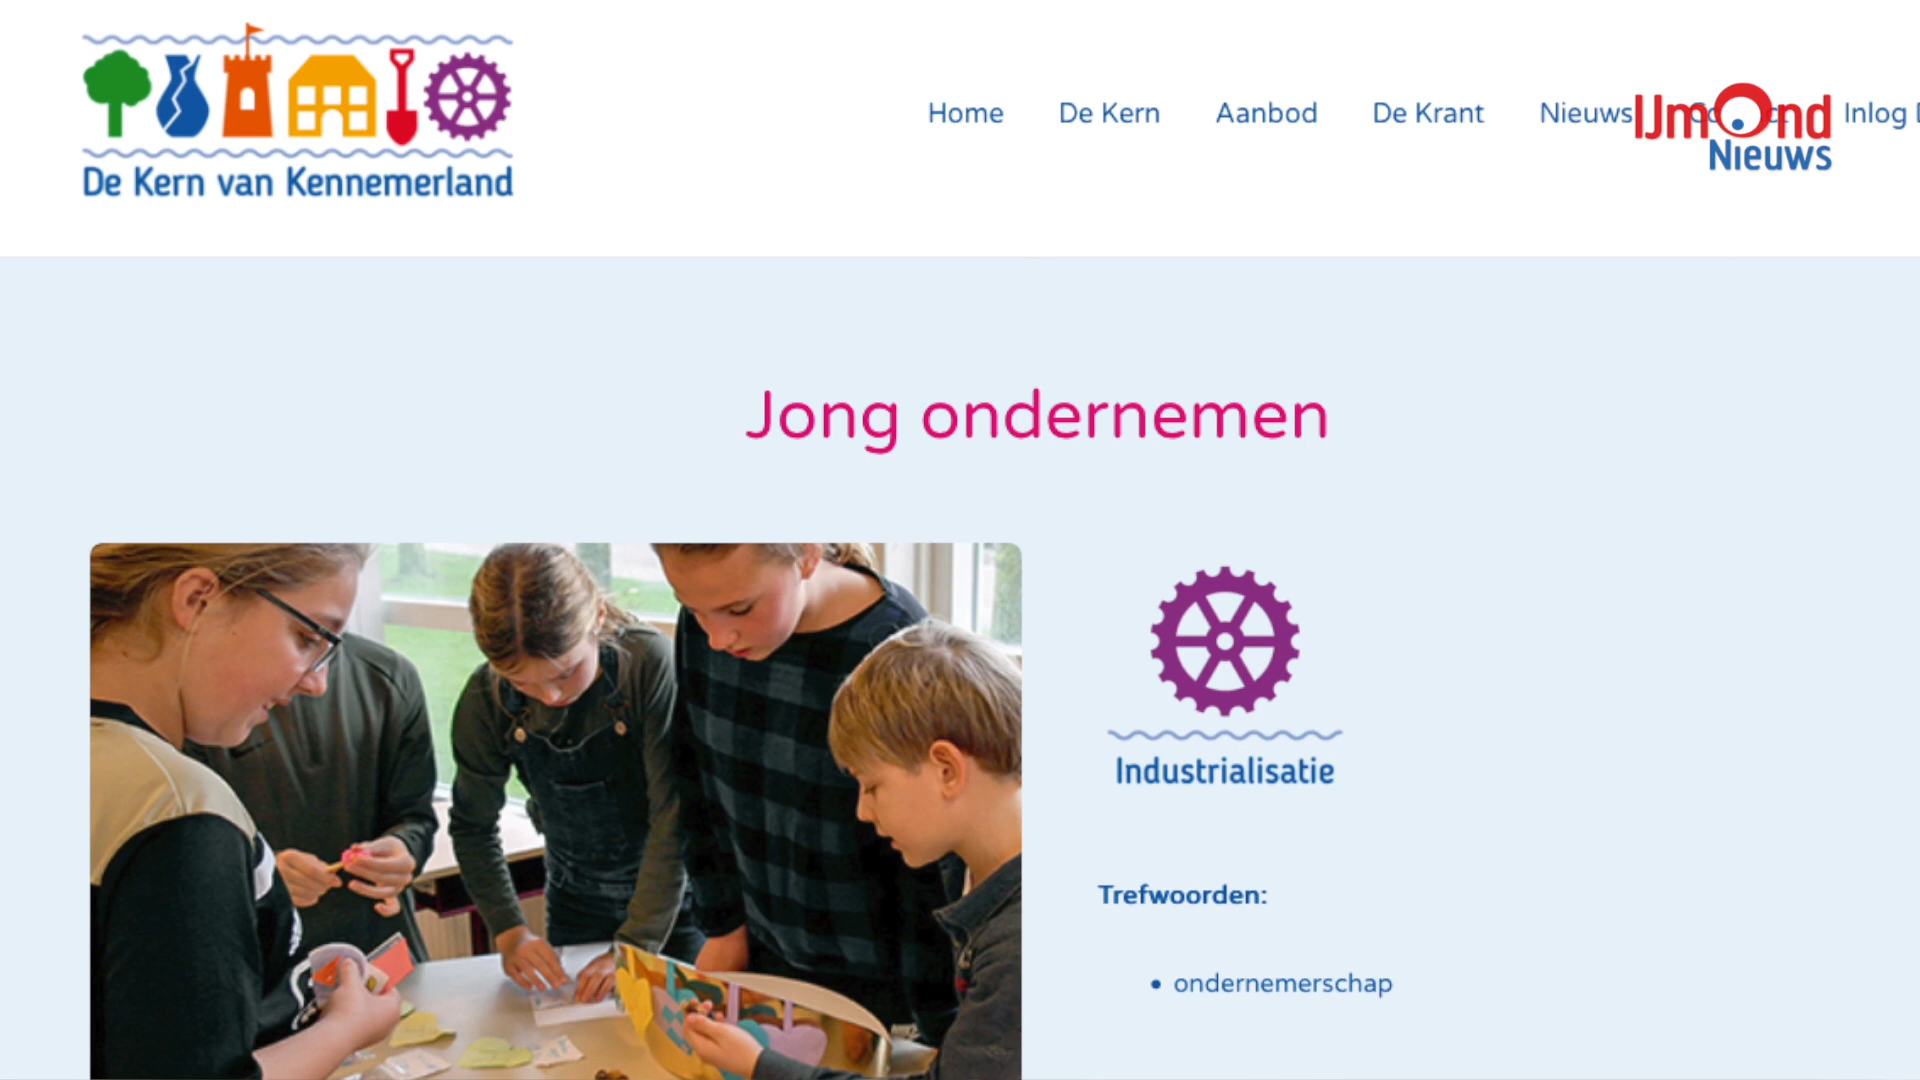 De Kern van Kennemerland
Home De Kern Aanbod De Krant Nieuws Inlog
IJmond
Nieuws
Jong ondernemen
Industrialisatie
Trefwoorden:
• ondernemerschap